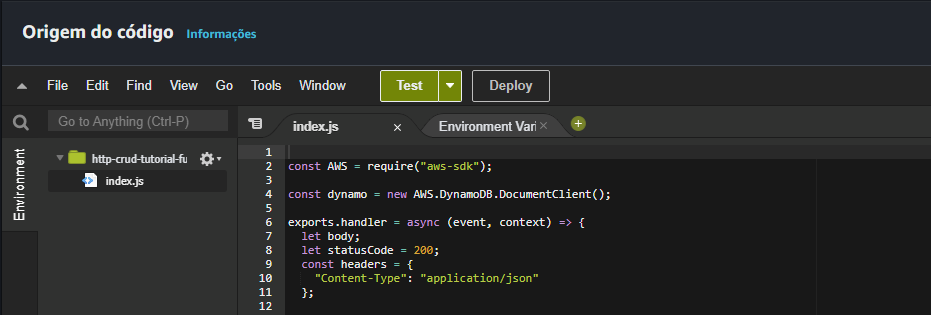 Origem do código Informações
File Edit Find View Go Tools Window Test Deploy
Go to Anything (Ctrl-P)
index.js
Environment Vari
Environment
http-crud-tutorial-fu
index.js
1
2 const AWS = require("aws-sdk");
3
4 const dynamo = new AWS.DynamoDB.DocumentClient();
5
6 exports.handler = async (event, context) => {
7 let body;
8 let statusCode = 200;
9 const headers = {
10 "Content-Type": "application/json"
11 };
12